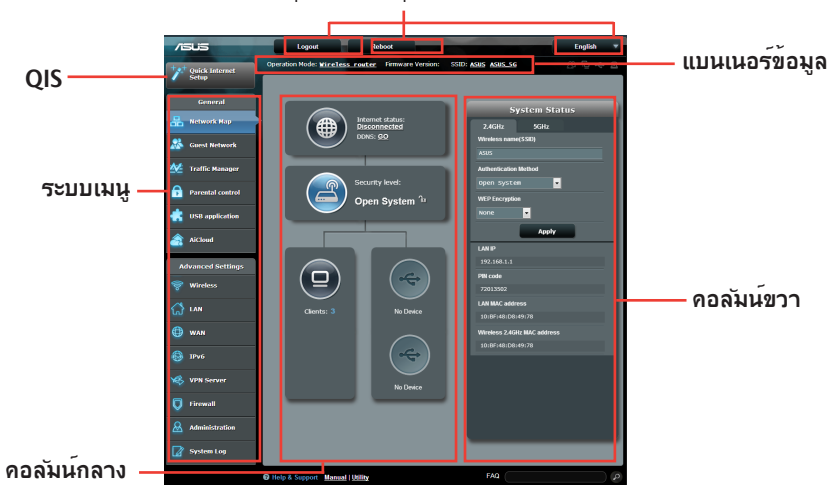 ASUS
Logout
Reboot
English
Operation Mode: Wireless router Firmware Version: SSID: ASUS ASUS_5G
แบนเนอร์ข้อมูล
QIS
Quick Internet Setup
General
Network Map
Guest Network
Traffic Manager
Parental control
USB application
AiCloud
ระบบเมนู
Advanced Settings
Wireless
LAN
WAN
IPv6
VPN Server
Firewall
Administration
System Log
Internet status:
Disconnected
DDNS: GO
Security level:
Open System
Clients: 3
No Device
No Device
System Status
2.4GHz 5GHz
Wireless name(SSID)
ASUS
Authentication Method
Open System
WEP Encryption
None
Apply
LAN IP
192.168.1.1
PIN code
72013502
LAN MAC address
10:BF:48:D8:49:78
Wireless 2.4GHz MAC address
10:BF:48:D8:49:78
คอลัมน์ขวา
คอลัมน์กลาง
Help & Support Manual | Utility
FAQ